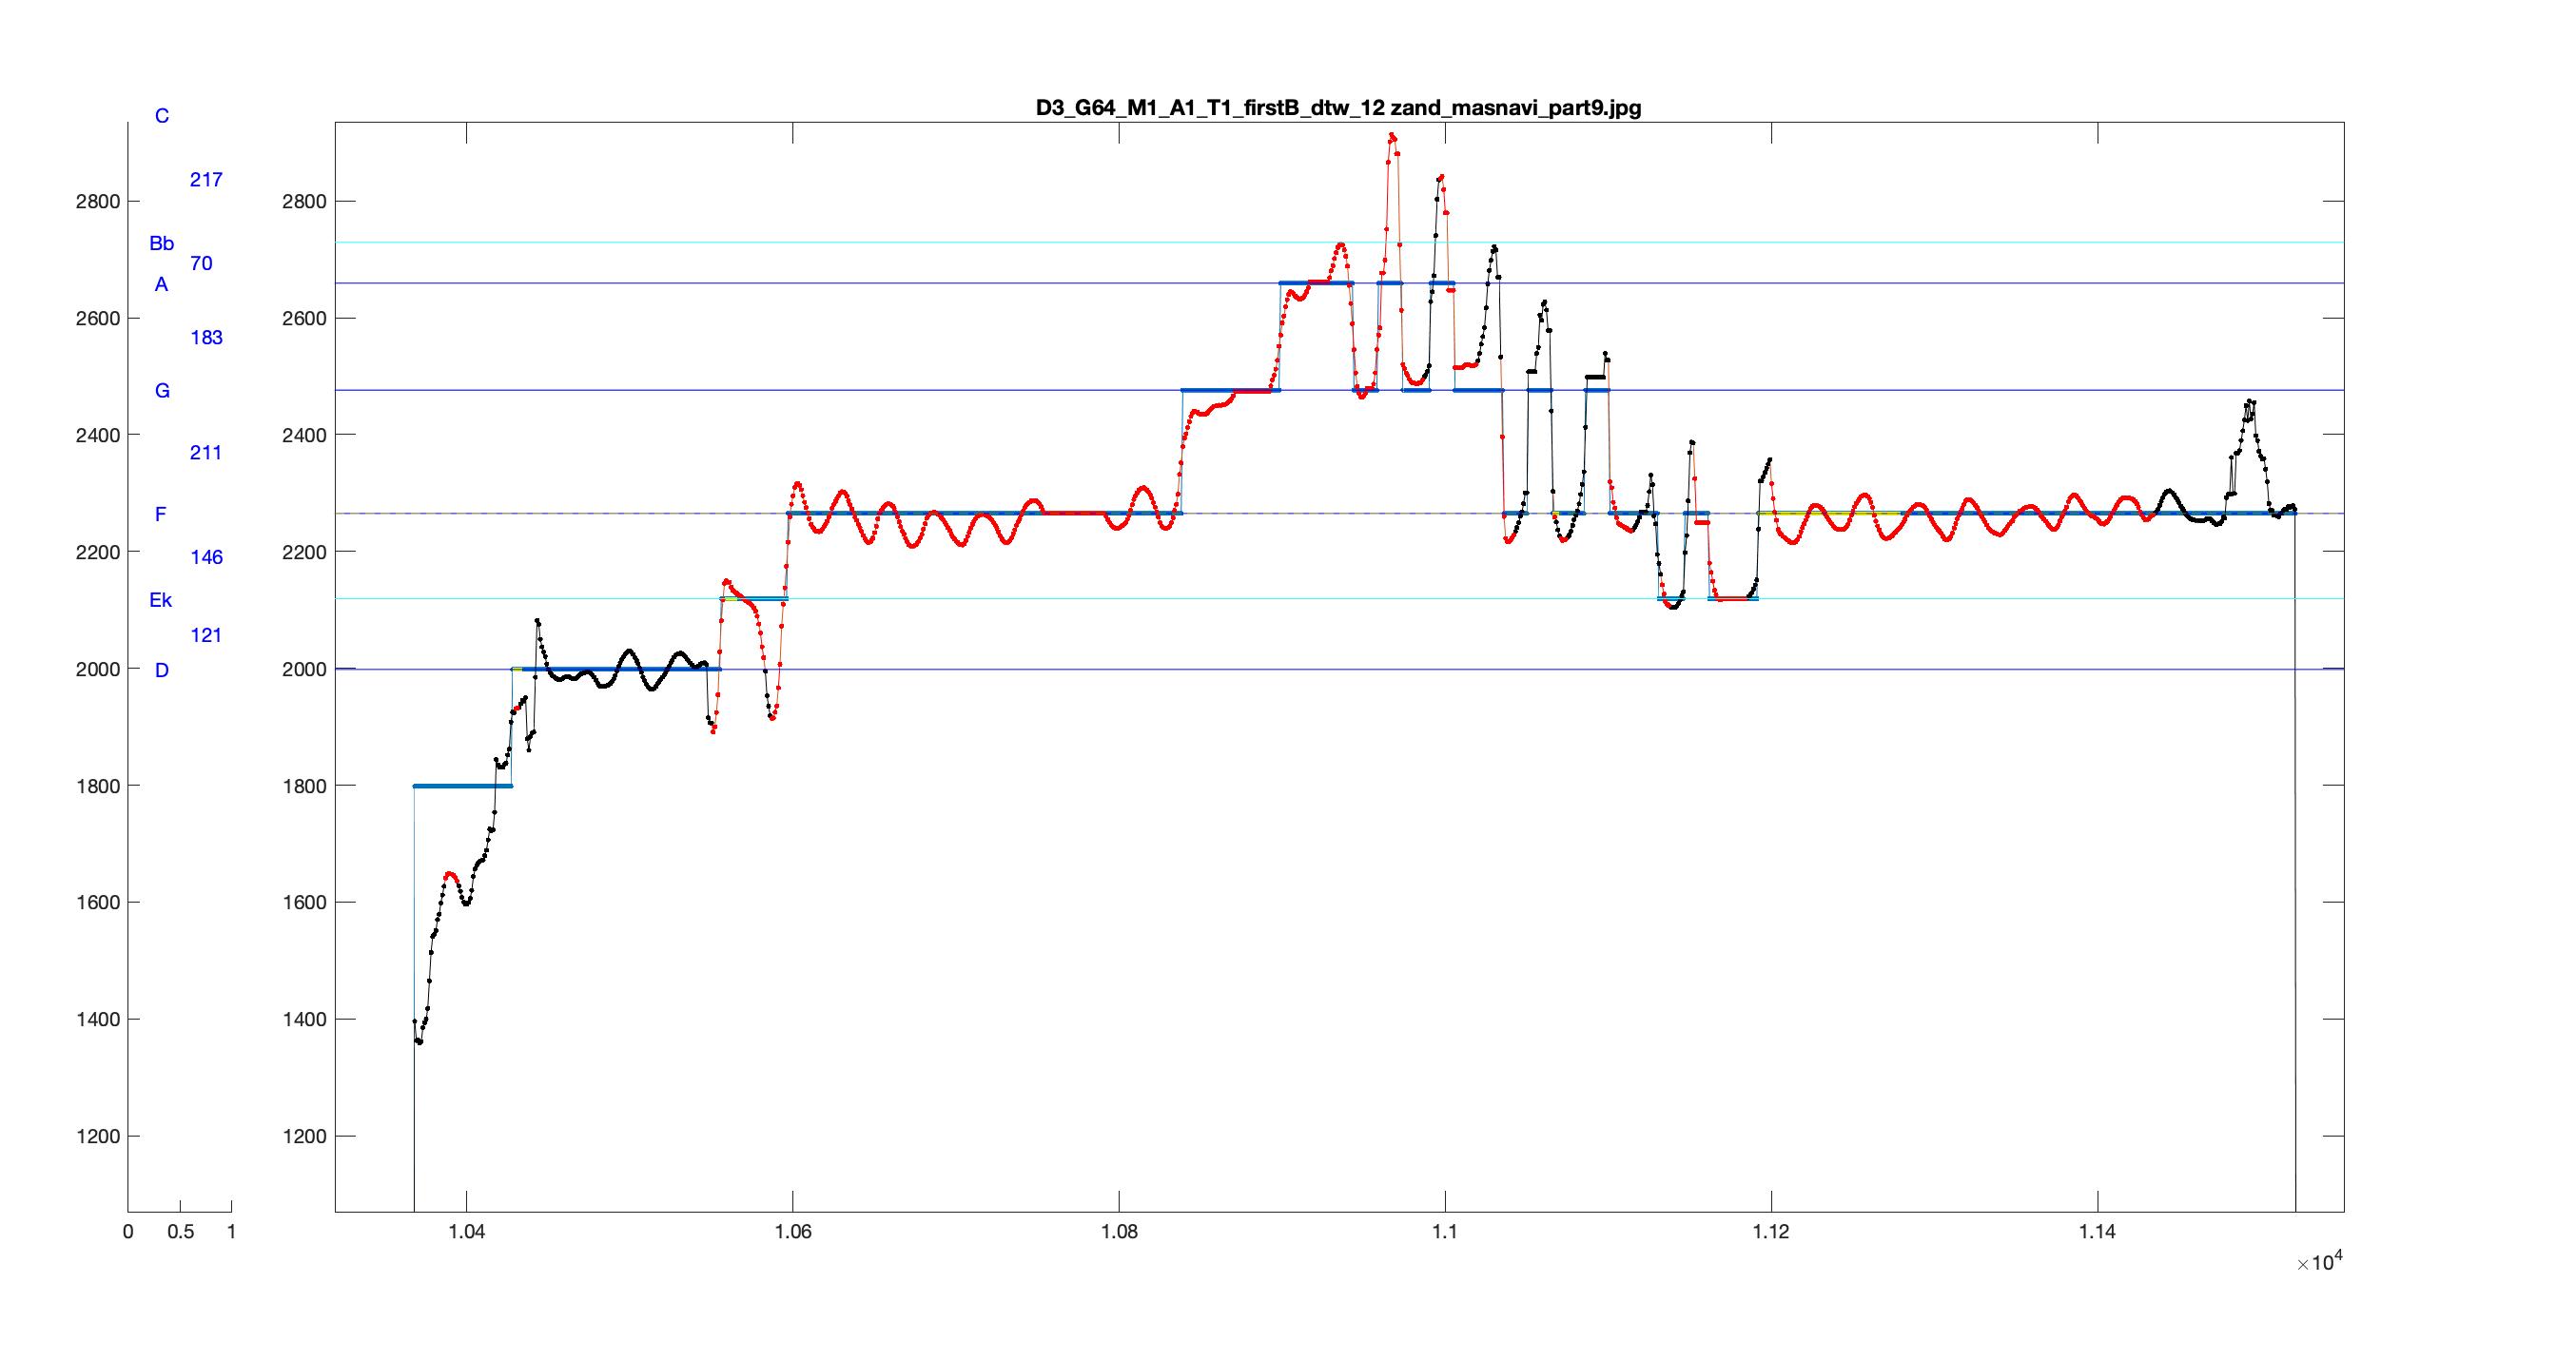 D3_G64_M1_A1_T1_firstB_dtw_12 zand_masnavi_part9.jpg
C
217
2800 2800
Bb
70
A
2600 2600
183
G
2400 2400
211
F
2200 2200
146
Ek
121
2000 D 2000
1800 1800
1600 1600
1400 1400
1200 1200
0 0.5 1 1.04 1.06 1.08 1.1 1.12 1.14
×10⁴